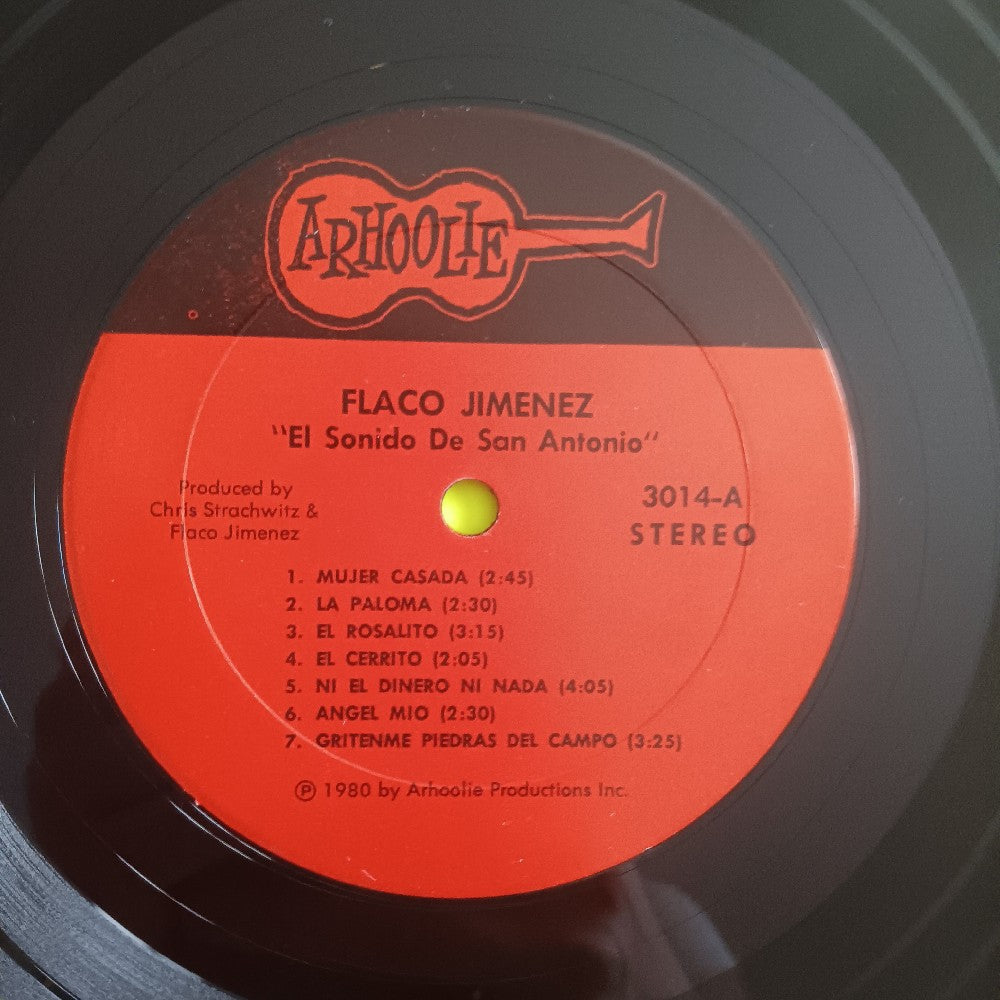 ARHOOLIE
FLACO JIMENEZ
"El Sonido De San Antonio"
Produced by
Chris Strachwitz &
Flaco Jimenez
3014-A
STEREO
1. MUJER CASADA (2:45)
2. LA PALOMA (2:30)
3. EL ROSALITO (3:15)
4. EL CERRITO (2:05)
5. NI EL DINERO NI NADA (4:05)
6. ANGEL MIO (2:30)
7. GRITENME PIEDRAS DEL CAMPO (3:25)
℗ 1980 by Arhoolie Productions Inc.